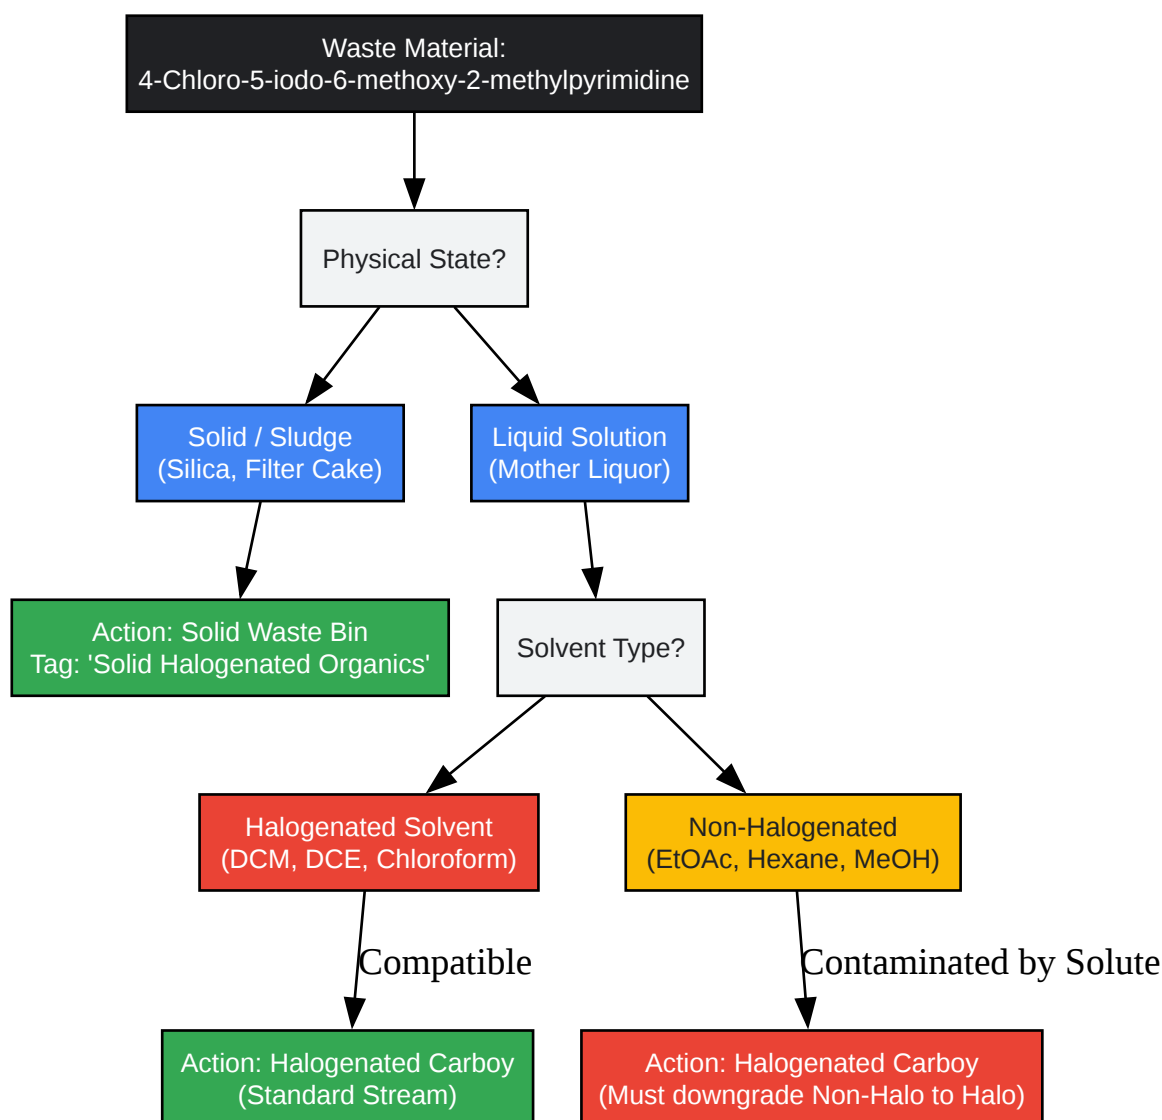 Waste Material:
4-Chloro-5-iodo-6-methoxy-2-methylpyrimidine
Physical State?
Solid / Sludge
(Silica, Filter Cake)
Liquid Solution
(Mother Liquor)
Action: Solid Waste Bin
Tag: 'Solid Halogenated Organics'
Solvent Type?
Halogenated Solvent
(DCM, DCE, Chloroform)
Non-Halogenated
(EtOAc, Hexane, MeOH)
Compatible
Contaminated by Solute
Action: Halogenated Carboy
(Standard Stream)
Action: Halogenated Carboy
(Must downgrade Non-Halo to Halo)